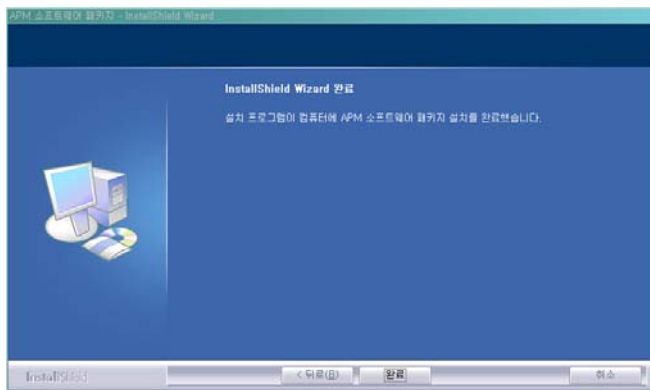 APM 소프트웨어 패키지 - InstallShield Wizard
InstallShield Wizard 완료
설치 프로그램이 컴퓨터에 APM 소프트웨어 패키지 설치를 완료했습니다.
InstallShield
< 뒤로(B)
완료
취소